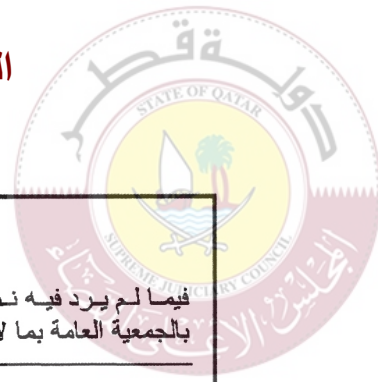 ال
دولة قطر
STATE OF QATAR
SUPREME JUDICIARY COUNCIL
المجلس الأعلى للقضاء
فيما لم يرد فيه نـ
بالجمعية العامة بما لا